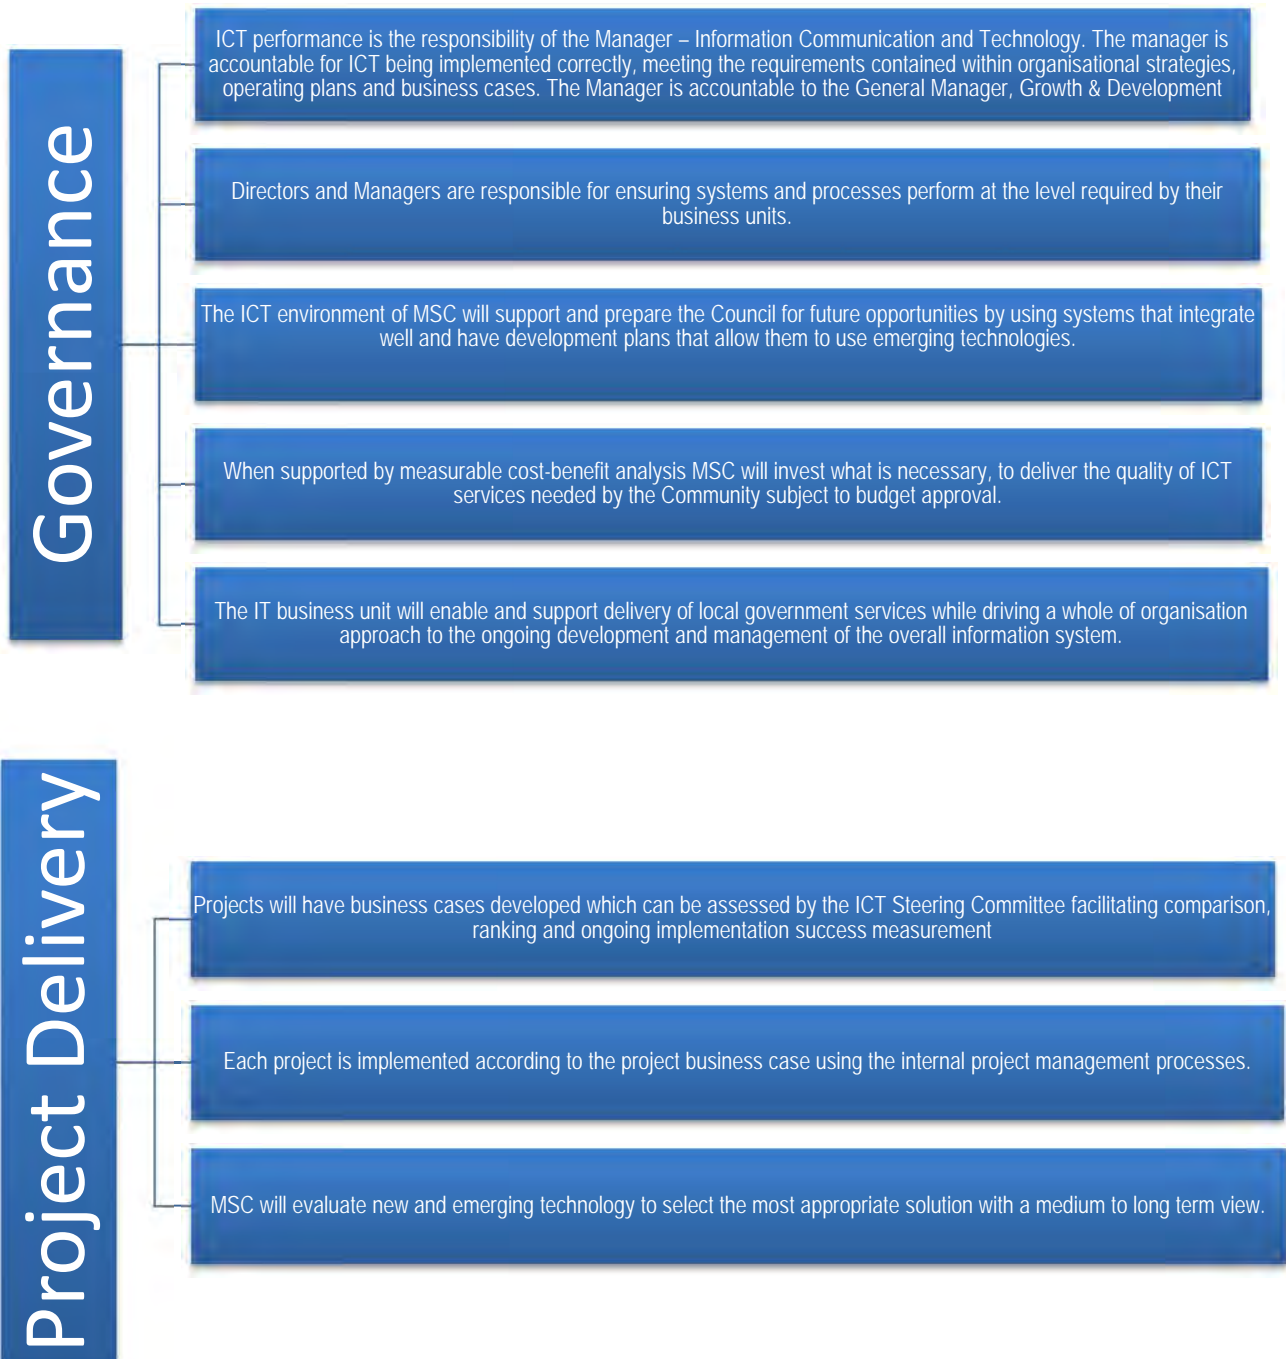 Governance
ICT performance is the responsibility of the Manager – Information Communication and Technology. The manager is
accountable for ICT being implemented correctly, meeting the requirements contained within organisational strategies,
operating plans and business cases. The Manager is accountable to the General Manager, Growth & Development
Directors and Managers are responsible for ensuring systems and processes perform at the level required by their
business units.
The ICT environment of MSC will support and prepare the Council for future opportunities by using systems that integrate
well and have development plans that allow them to use emerging technologies.
When supported by measurable cost-benefit analysis MSC will invest what is necessary, to deliver the quality of ICT
services needed by the Community subject to budget approval.
The IT business unit will enable and support delivery of local government services while driving a whole of organisation
approach to the ongoing development and management of the overall information system.
Project Delivery
Projects will have business cases developed which can be assessed by the ICT Steering Committee facilitating comparison,
ranking and ongoing implementation success measurement
Each project is implemented according to the project business case using the internal project management processes.
MSC will evaluate new and emerging technology to select the most appropriate solution with a medium to long term view.